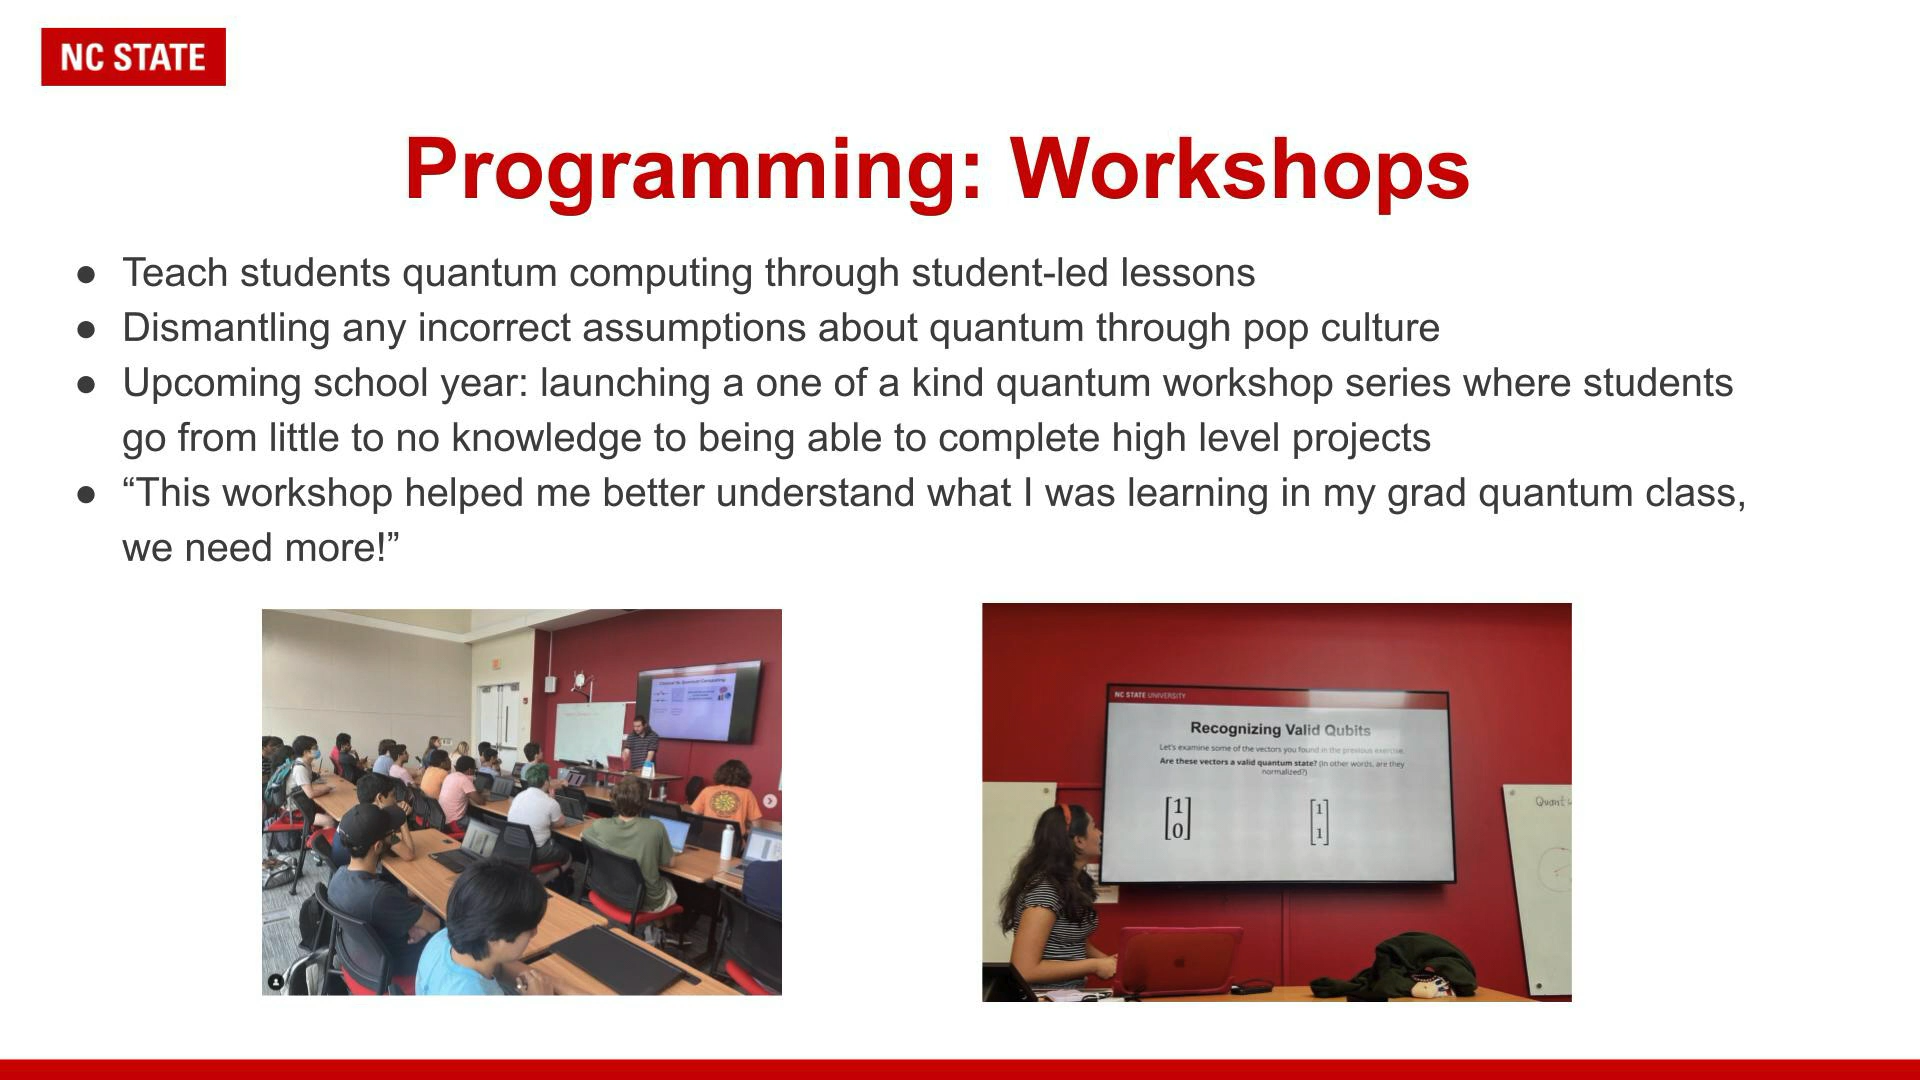 NC STATE
Programming: Workshops
● Teach students quantum computing through student-led lessons
● Dismantling any incorrect assumptions about quantum through pop culture
● Upcoming school year: launching a one of a kind quantum workshop series where students
go from little to no knowledge to being able to complete high level projects
● “This workshop helped me better understand what I was learning in my grad quantum class,
we need more!”
Classical Vs. Quantum Computing
NC STATE UNIVERSITY
Recognizing Valid Qubits
Let's examine some of the vectors you found in the previous exercise.
Are these vectors a valid quantum state? (In other words, are they
normalized?)
[1 0] [1 1]